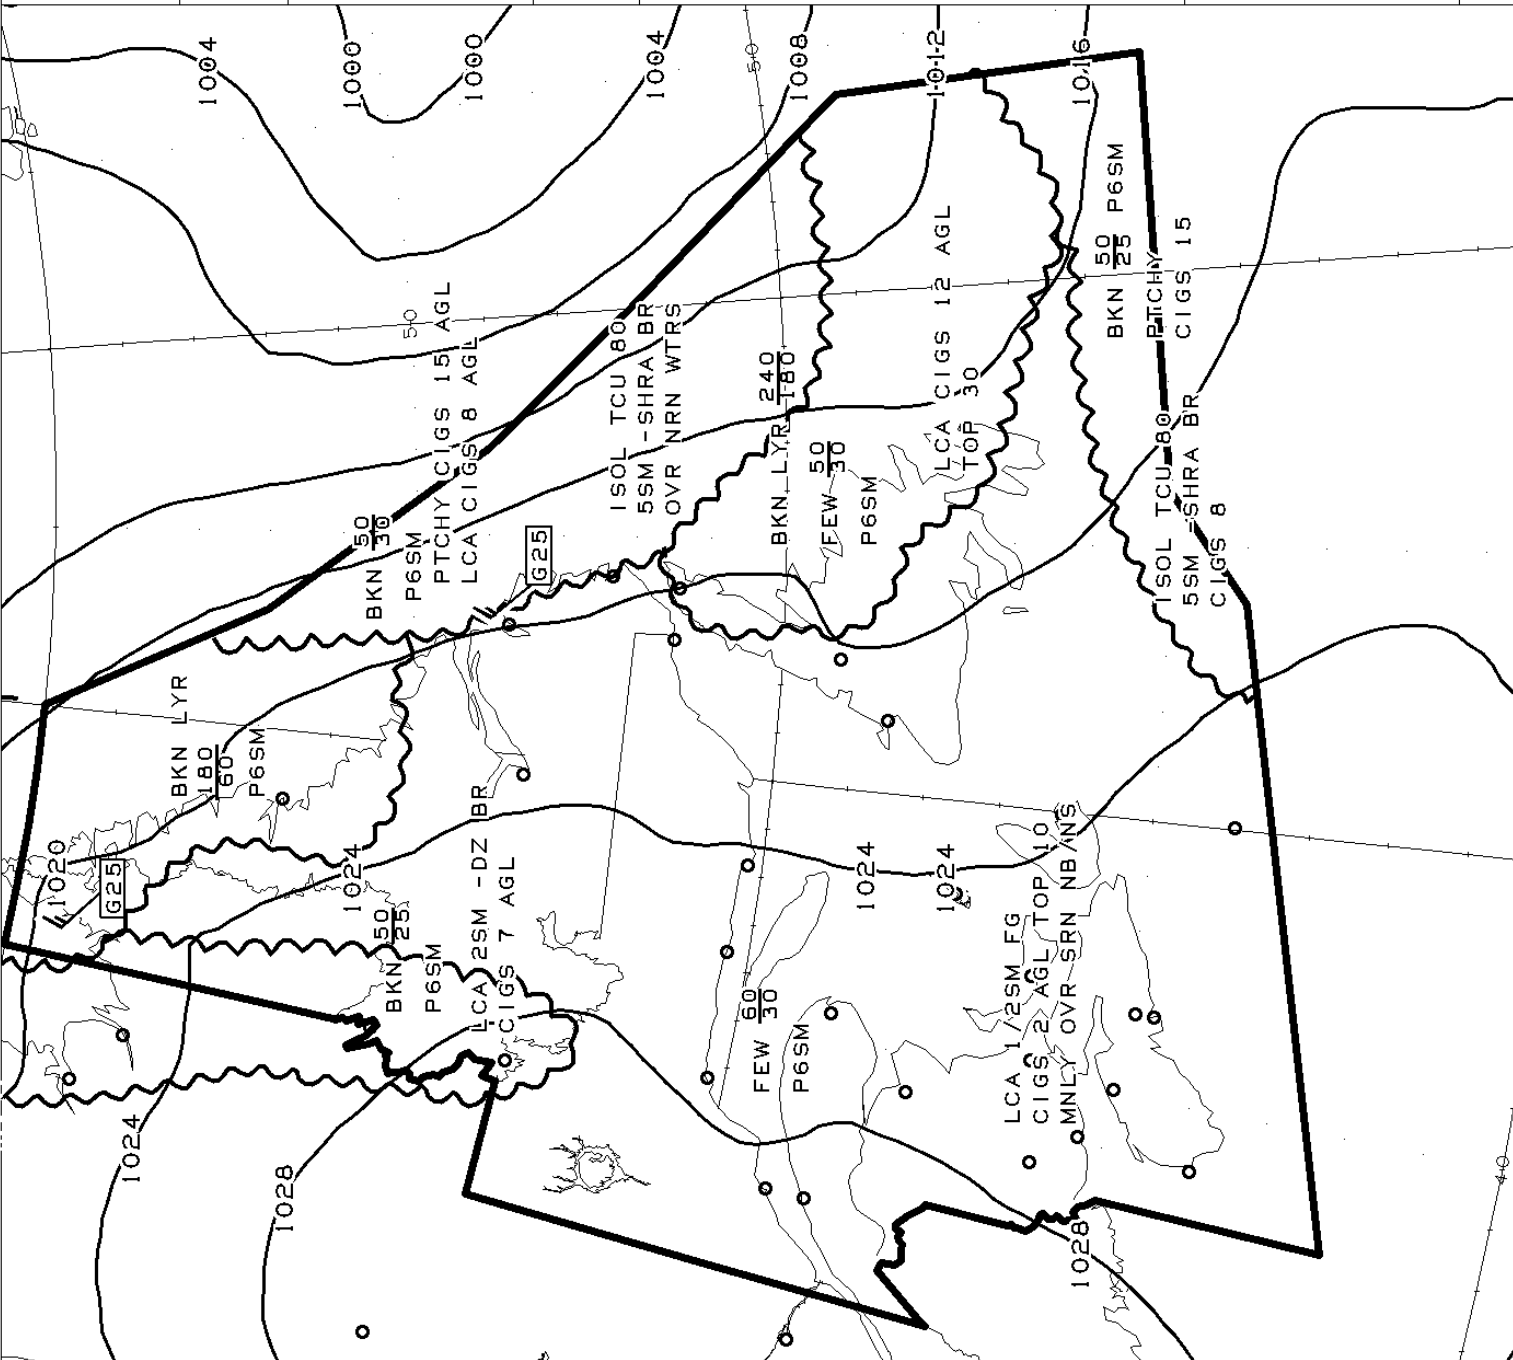 1004
1000
1000
1004
50
1008
1012
1016
50
BKN 50
30
P6SM
PTCHY CIGS 15 AGL
LCA CIGS 8 AGL
ISOL TCU 80
5SM -SHRA BR
OVR NRN WTRS
BKN LYR 240
180
FEW 50
30
P6SM
LCA CIGS 12 AGL
LCA CIGS
TOP 30
BKN 50
25 P6SM
PTCHY
CIGS 15
ISOL TCU 80
5SM -SHRA BR
CIGS 8
G25
BKN LYR
180
60
P6SM
1020
G25
1024
BKN 50
25
P6SM
LCA 2SM -DZ BR
CIGS 7 AGL
1024
1024
FEW 60
30
P6SM
LCA 1/2SM FG
CIGS 2 AGL TOP 10
MNLY OVR SRN NB/NS
1024
1028
1028
40